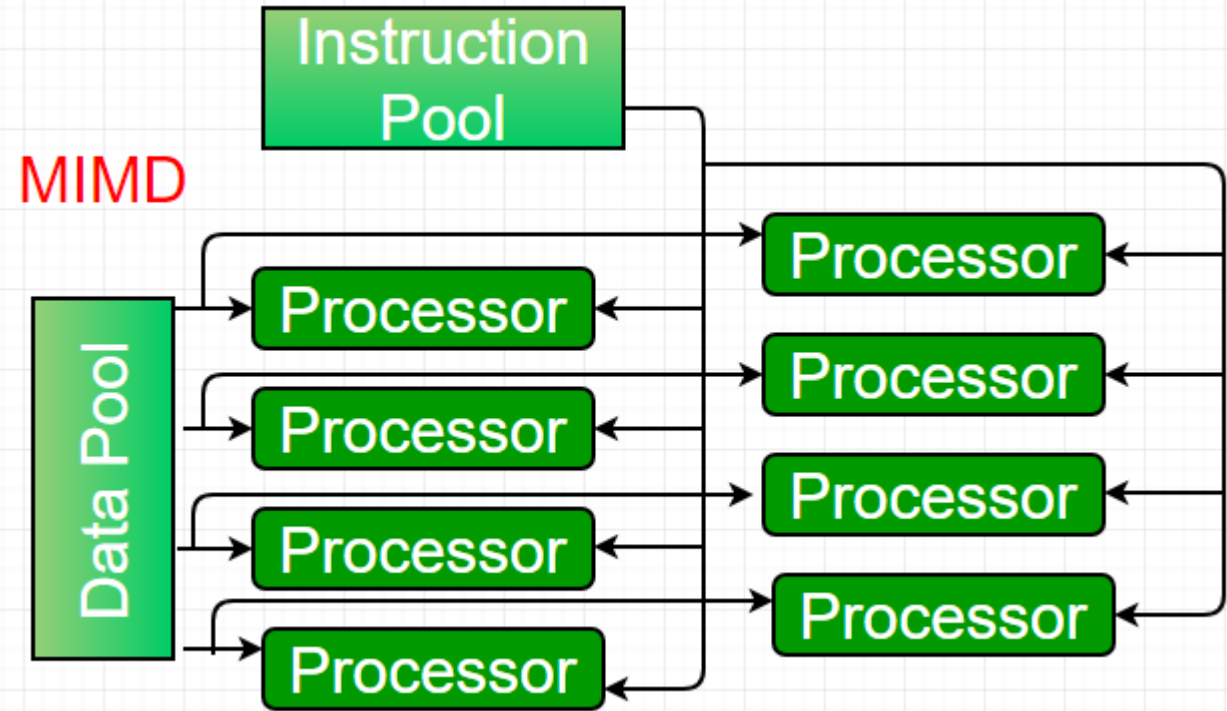 Instruction
Pool
MIMD
Processor
Processor
Processor
Processor
Processor
Processor
Processor
Processor
Data Pool